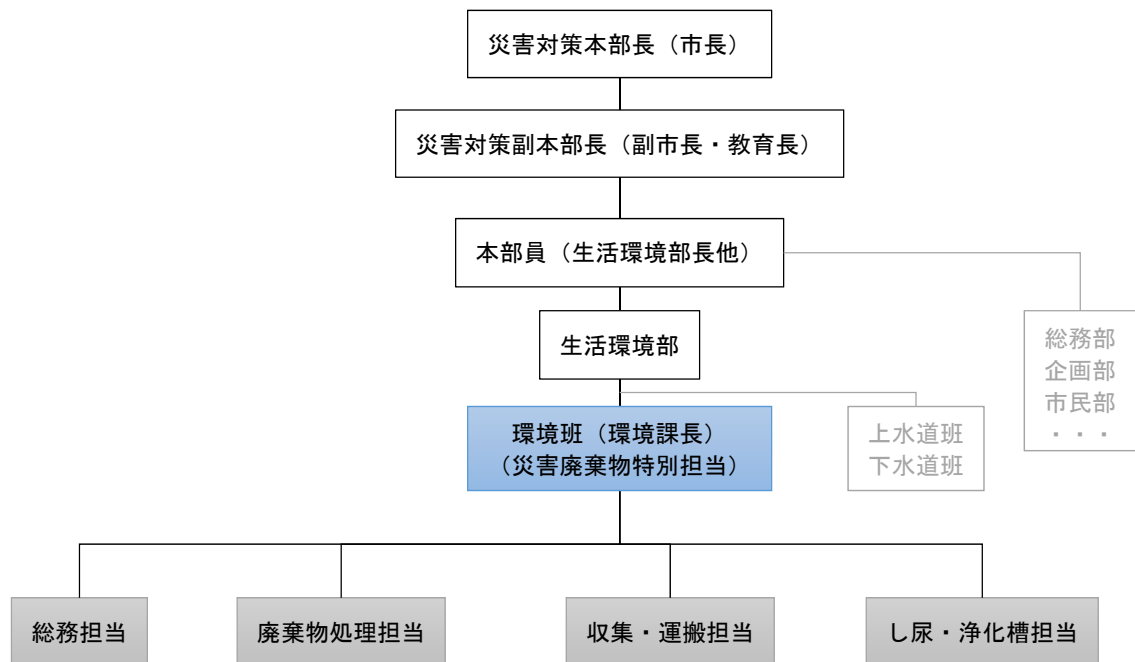 災害対策本部長（市長）
災害対策副本部長（副市長・教育長）
本部員（生活環境部長他）
生活環境部
総務部
企画部
市民部
・・・
環境班（環境課長）
（災害廃棄物特別担当）
上水道班
下水道班
総務担当
廃棄物処理担当
収集・運搬担当
し尿・浄化槽担当